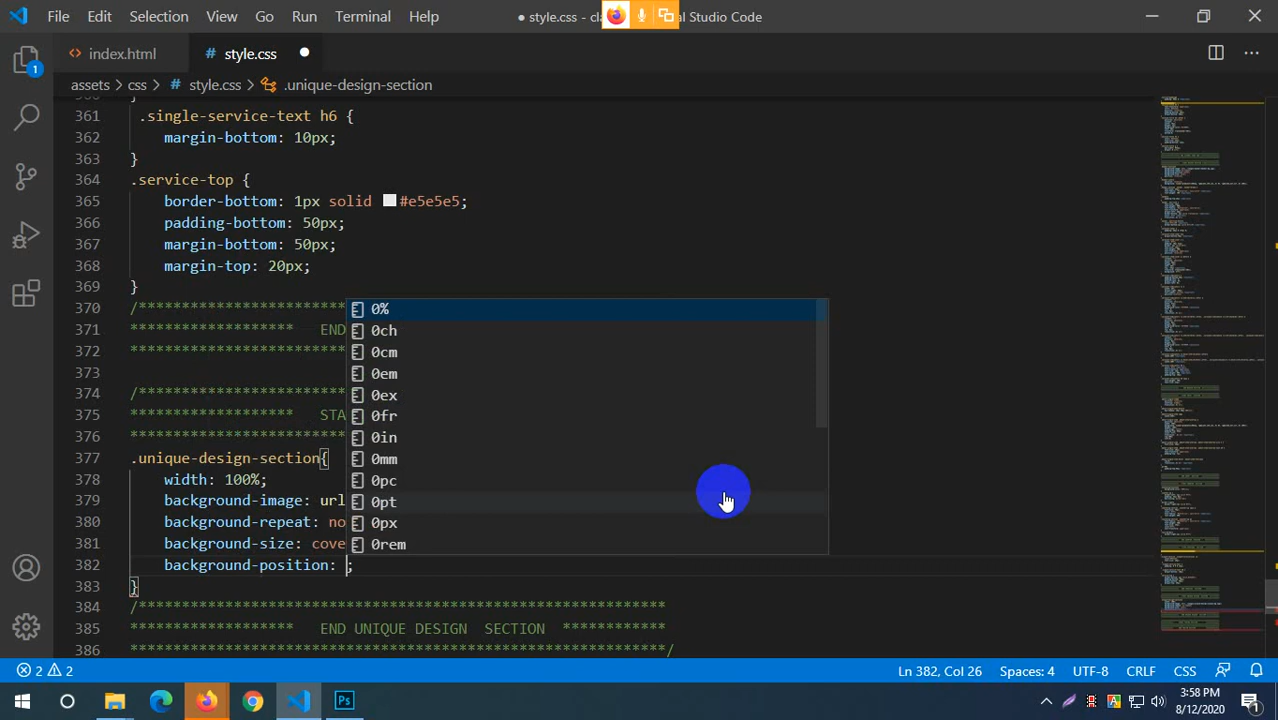 File Edit Selection View Go Run Terminal Help
● style.css - cla
al Studio Code
index.html
# style.css
assets > css > # style.css > .unique-design-section
361 .single-service-text h6 {
362 margin-bottom: 10px;
363 }
364 .service-top {
365 border-bottom: 1px solid #e5e5e5;
366 padding-bottom: 50px;
367 margin-bottom: 50px;
368 margin-top: 20px;
369 }
370 /*************************
371 ******************* END
372 *************************
373
374 /*************************
375 ******************* STA
376 *************************
377 .unique-design-section{
378 width: 100%;
379 background-image: url
380 background-repeat: no
381 background-size: cove
382 background-position: ;
383 }
384 /**************************************************************
385 ******************* END UNIQUE DESIGN SECTION ************
386 ***************************************************************/
0%
0ch
0cm
0em
0ex
0fr
0in
0mm
0pc
0pt
0px
0rem
1
2 2
Ln 382, Col 26 Spaces: 4 UTF-8 CRLF CSS
Ps
3:58 PM
8/12/2020
1